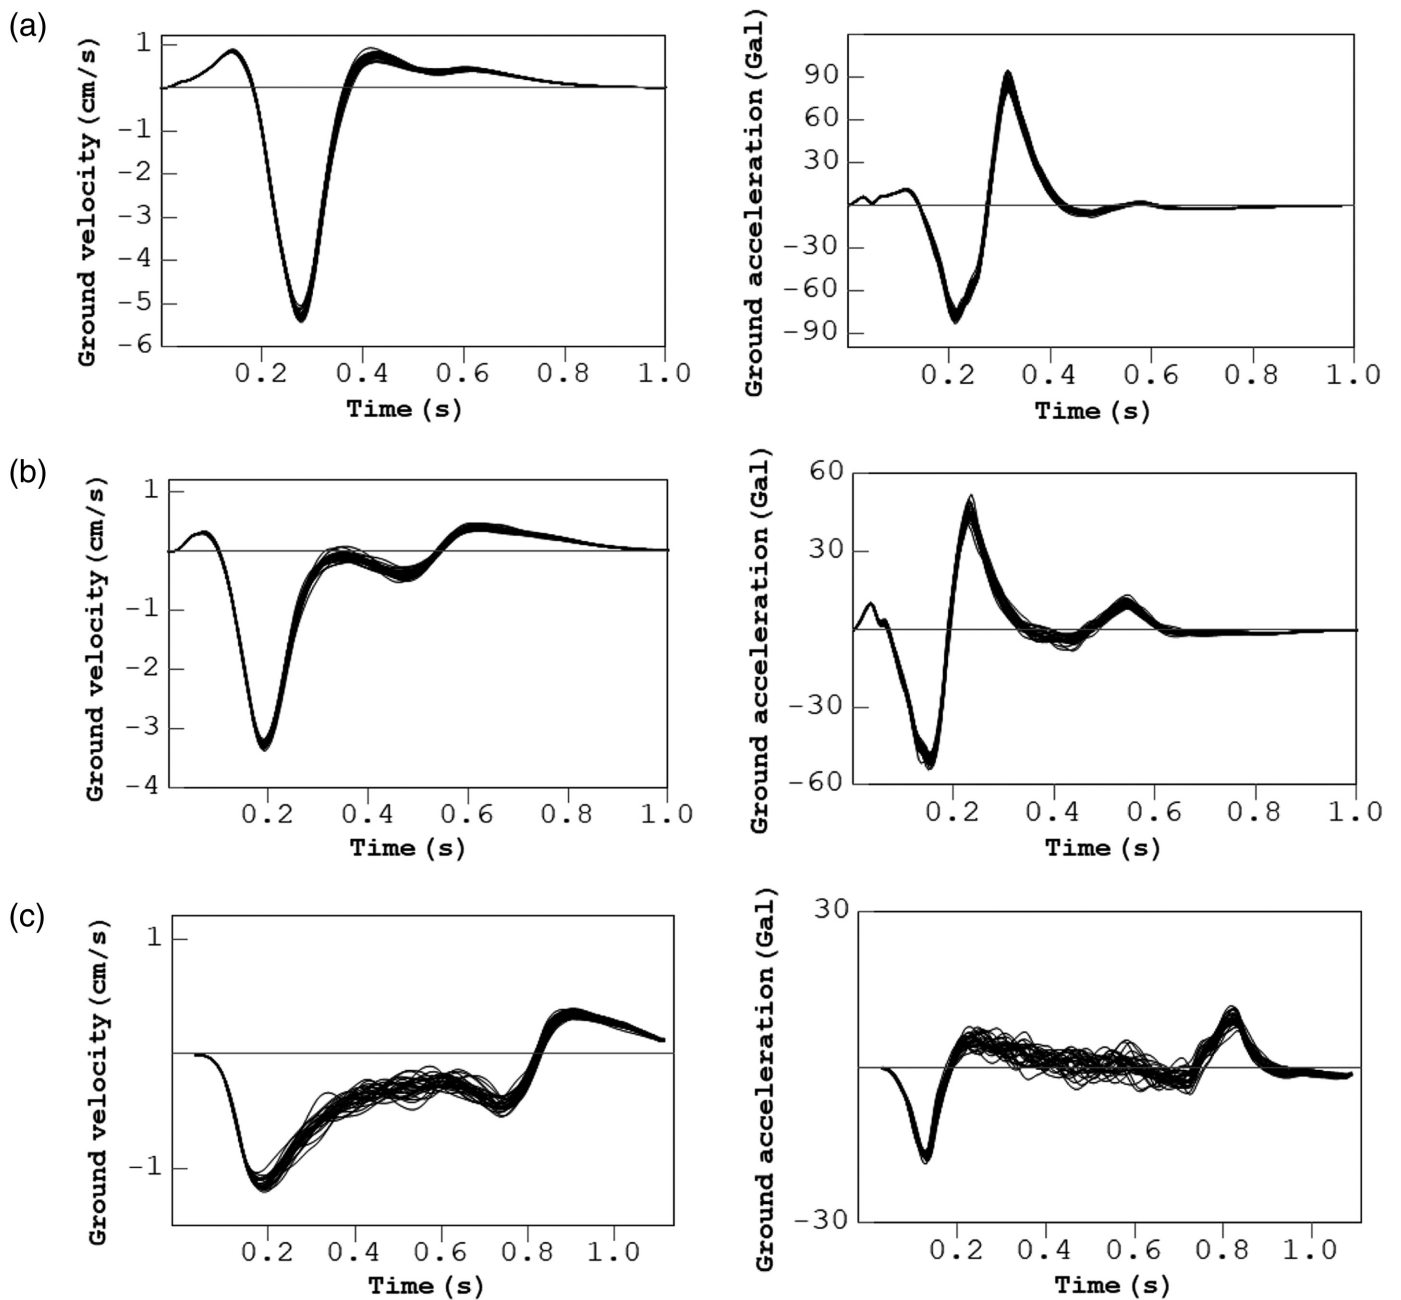 (a)
Ground velocity (cm/s)
1
-1
-2
-3
-4
-5
-6
0.2 0.4 0.6 0.8 1.0
Time (s)
Ground acceleration (Gal)
90
60
30
-30
-60
-90
0.2 0.4 0.6 0.8 1.0
Time (s)
(b)
Ground velocity (cm/s)
1
-1
-2
-3
-4
0.2 0.4 0.6 0.8 1.0
Time (s)
Ground acceleration (Gal)
60
30
-30
-60
0.2 0.4 0.6 0.8 1.0
Time (s)
(c)
Ground velocity (cm/s)
1
-1
0.2 0.4 0.6 0.8 1.0
Time (s)
Ground acceleration (Gal)
30
-30
0.2 0.4 0.6 0.8 1.0
Time (s)